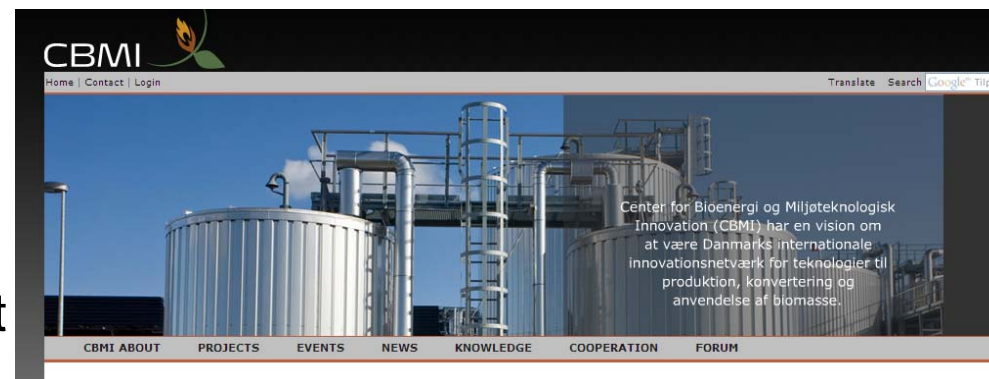 CBMI
Home | Contact | Login
Translate Search Google™ Tilp
Center for Bioenergi og Miljøteknologisk
Innovation (CBMI) har en vision om
at være Danmarks internationale
innovationsnetværk for teknologier til
produktion, konvertering og
anvendelse af biomasse.
t
CBMI ABOUT PROJECTS EVENTS NEWS KNOWLEDGE COOPERATION FORUM